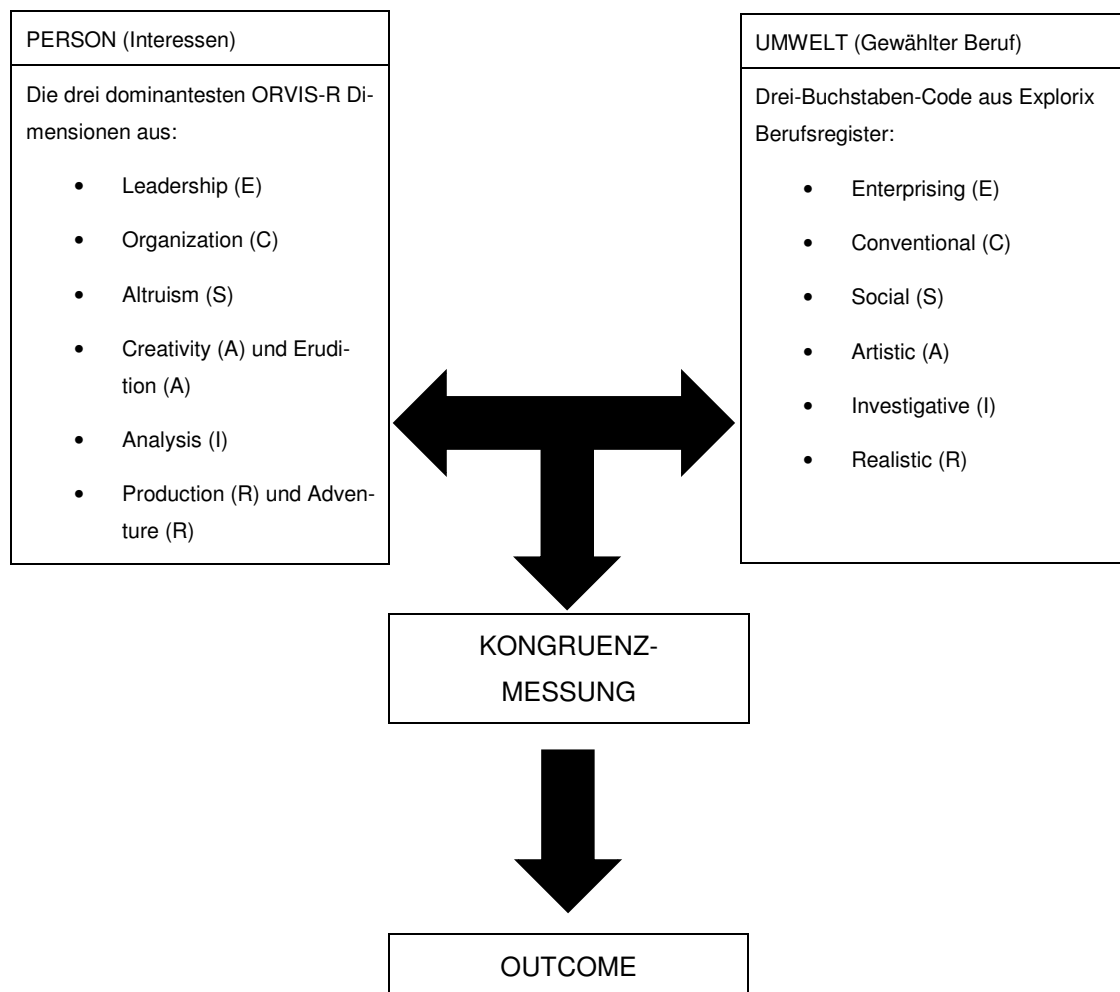 PERSON (Interessen)
Die drei dominantesten ORVIS-R Di-
mensionen aus:
• Leadership (E)
• Organization (C)
• Altruism (S)
• Creativity (A) und Erudi-
tion (A)
• Analysis (I)
• Production (R) und Adven-
ture (R)
UMWELT (Gewählter Beruf)
Drei-Buchstaben-Code aus Explorix
Berufsregister:
• Enterprising (E)
• Conventional (C)
• Social (S)
• Artistic (A)
• Investigative (I)
• Realistic (R)
KONGRUENZ-
MESSUNG
OUTCOME